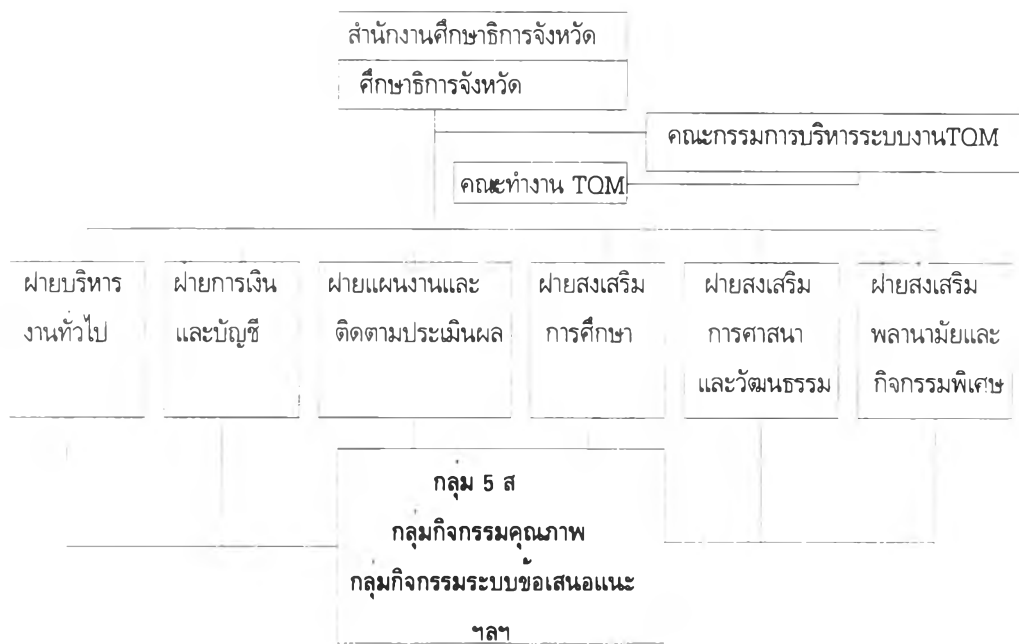 สำนักงานศึกษาธิการจังหวัด
ศึกษาธิการจังหวัด
คณะกรรมการบริหารระบบงานTQM
คณะทำงาน TQM
ฝ่ายบริหาร
งานทั่วไป
ฝ่ายการเงิน
และบัญชี
ฝ่ายแผนงานและ
ติดตามประเมินผล
ฝ่ายส่งเสริม
การศึกษา
ฝ่ายส่งเสริม
การศาสนา
และวัฒนธรรม
ฝ่ายส่งเสริม
พลานามัยและ
กิจกรรมพิเศษ
กลุ่ม 5 ส
กลุ่มกิจกรรมคุณภาพ
กลุ่มกิจกรรมระบบข้อเสนอแนะ
ฯลฯ